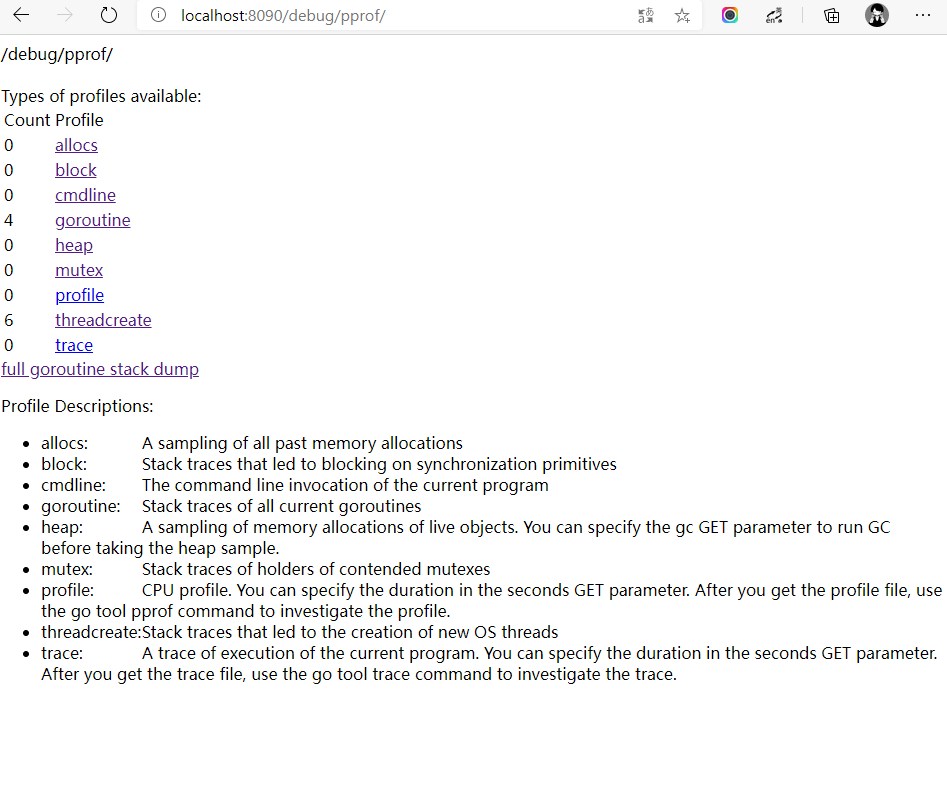 localhost:8090/debug/pprof/
/debug/pprof/
Types of profiles available:
Count Profile
0 allocs
0 block
0 cmdline
4 goroutine
0 heap
0 mutex
0 profile
6 threadcreate
0 trace
full goroutine stack dump
Profile Descriptions:
• allocs: A sampling of all past memory allocations
• block: Stack traces that led to blocking on synchronization primitives
• cmdline: The command line invocation of the current program
• goroutine: Stack traces of all current goroutines
• heap: A sampling of memory allocations of live objects. You can specify the gc GET parameter to run GC
before taking the heap sample.
• mutex: Stack traces of holders of contended mutexes
• profile: CPU profile. You can specify the duration in the seconds GET parameter. After you get the profile file, use
the go tool pprof command to investigate the profile.
• threadcreate:Stack traces that led to the creation of new OS threads
• trace: A trace of execution of the current program. You can specify the duration in the seconds GET parameter.
After you get the trace file, use the go tool trace command to investigate the trace.